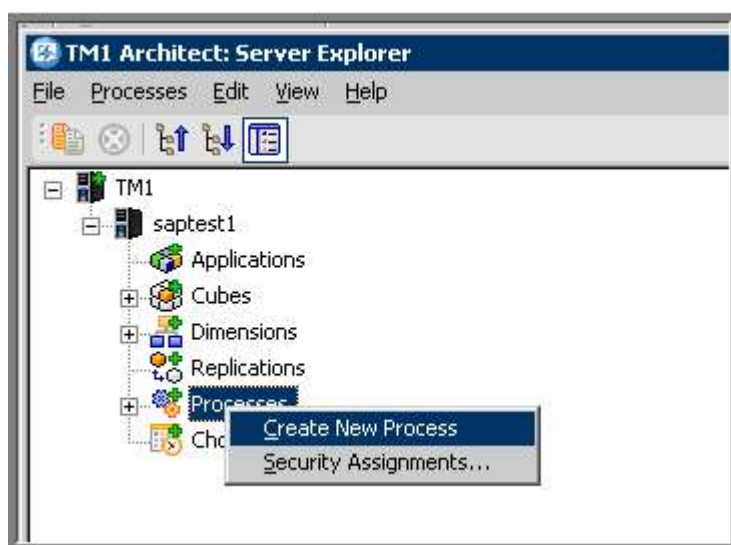 TM1 Architect: Server Explorer
File Processes Edit View Help
TM1
saptest1
Applications
Cubes
Dimensions
Replications
Processes
Create New Process
Security Assignments...